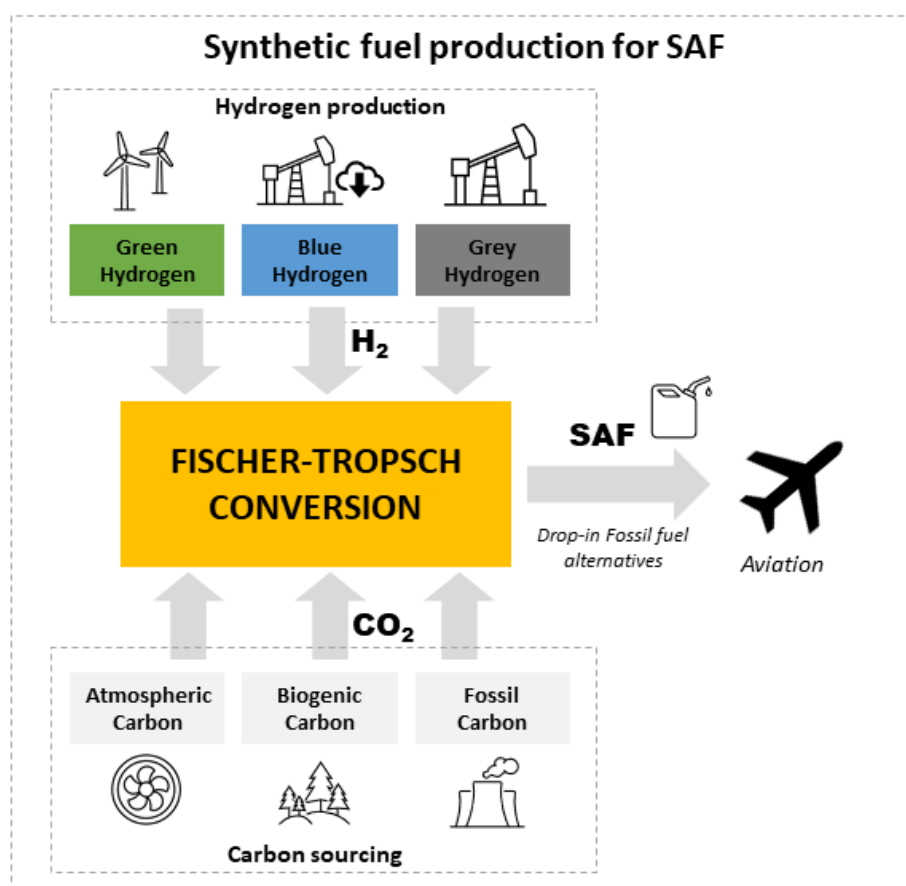 Synthetic fuel production for SAF
Hydrogen production
Green
Hydrogen
Blue
Hydrogen
Grey
Hydrogen
H₂
FISCHER-TROPSCH
CONVERSION
SAF
Drop-in Fossil fuel
alternatives
Aviation
CO₂
Atmospheric
Carbon
Biogenic
Carbon
Fossil
Carbon
Carbon sourcing